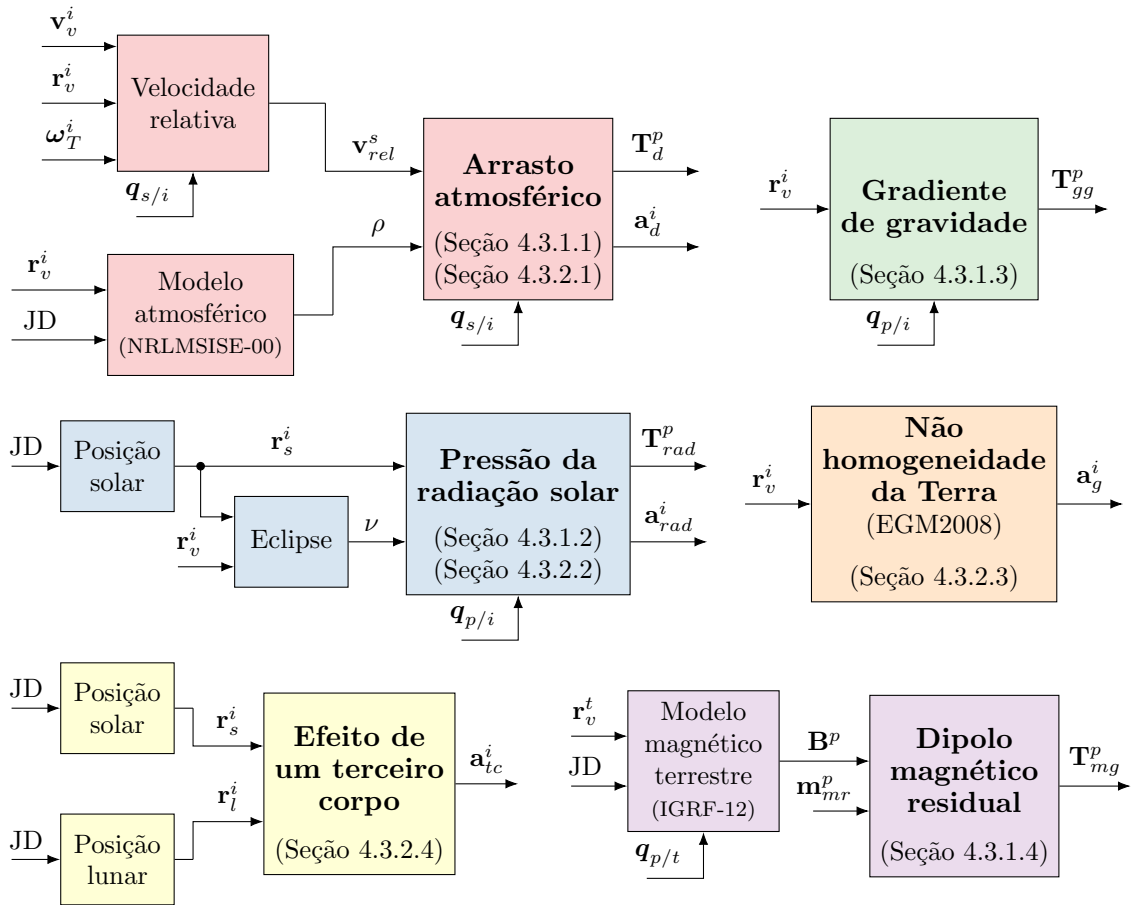 v_v^i
r_v^i
ω_T^i
q_{s/i}
Velocidade
relativa
v_{rel}^s
r_v^i
JD
Modelo
atmosférico
(NRLMSISE-00)
ρ
Arrasto
atmosférico
(Seção 4.3.1.1)
(Seção 4.3.2.1)
q_{s/i}
T_d^p
a_d^i
r_v^i
Gradiente
de gravidade
(Seção 4.3.1.3)
q_{p/i}
T_{gg}^p
JD
Posição
solar
r_s^i
r_v^i
Eclipse
ν
Pressão da
radiação solar
(Seção 4.3.1.2)
(Seção 4.3.2.2)
q_{p/i}
T_{rad}^p
a_{rad}^i
r_v^i
Não
homogeneidade
da Terra
(EGM2008)
(Seção 4.3.2.3)
a_g^i
JD
Posição
solar
r_s^i
JD
Posição
lunar
r_l^i
Efeito de
um terceiro
corpo
(Seção 4.3.2.4)
a_{tc}^i
r_v^t
JD
Modelo
magnético
terrestre
(IGRF-12)
q_{p/t}
B^p
m_{mr}^p
Dipolo
magnético
residual
(Seção 4.3.1.4)
T_{mg}^p